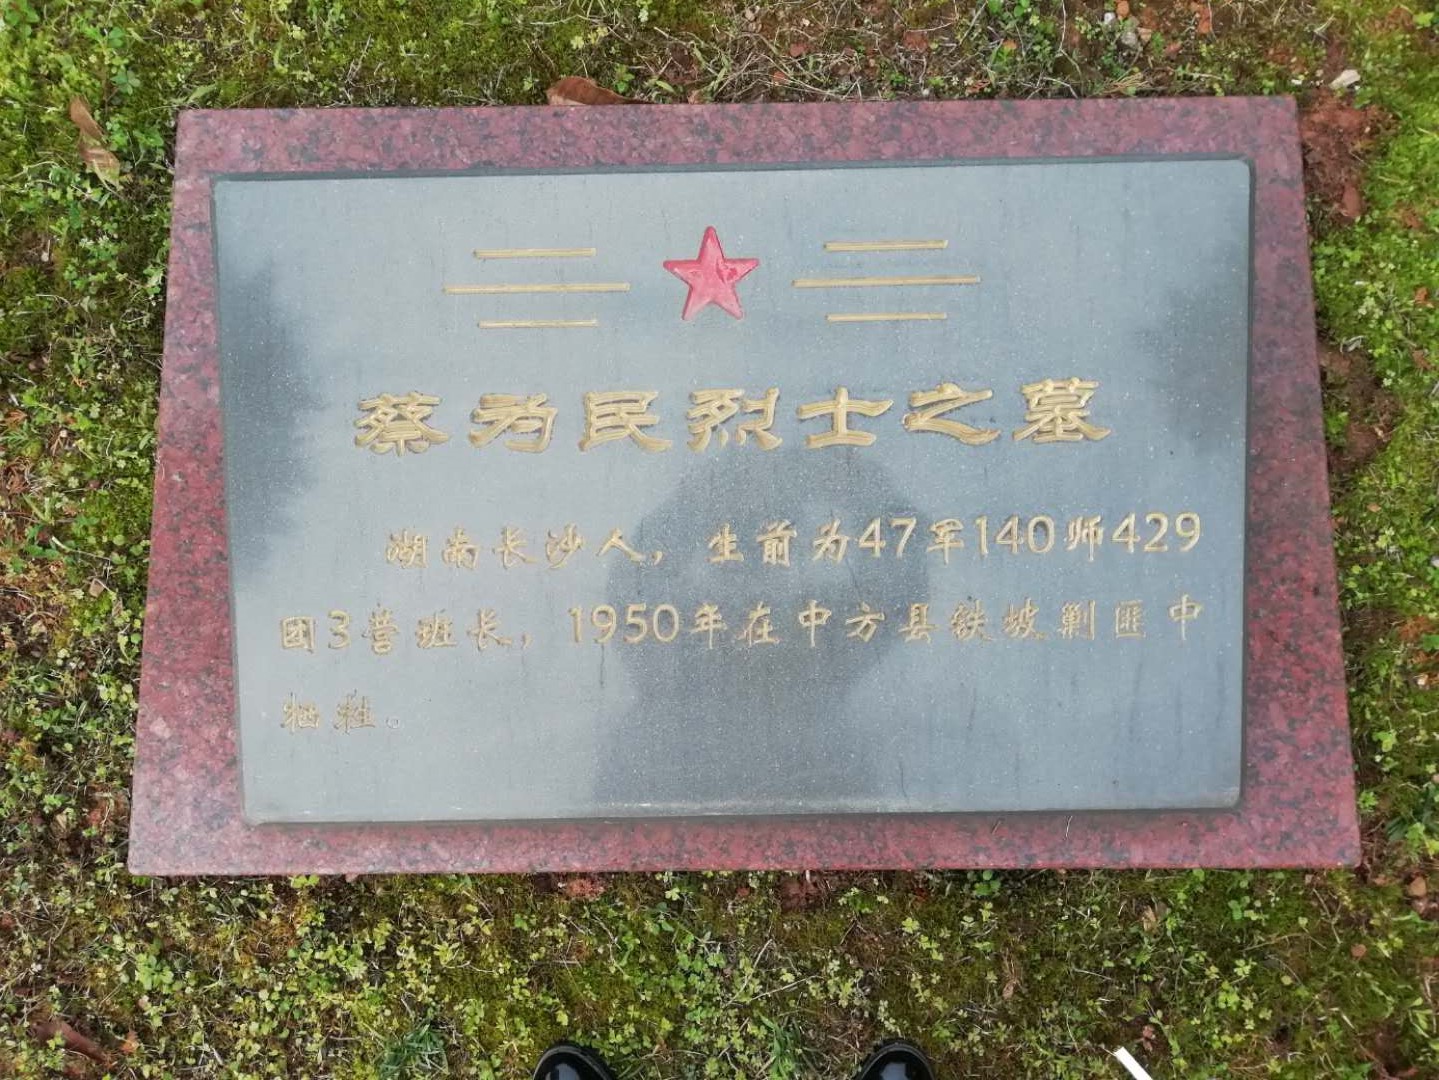 蔡为民烈士之墓
湖南长沙人，生前为47军140师429
团3营班长，1950年在中方县铁坡剿匪中
牺牲。